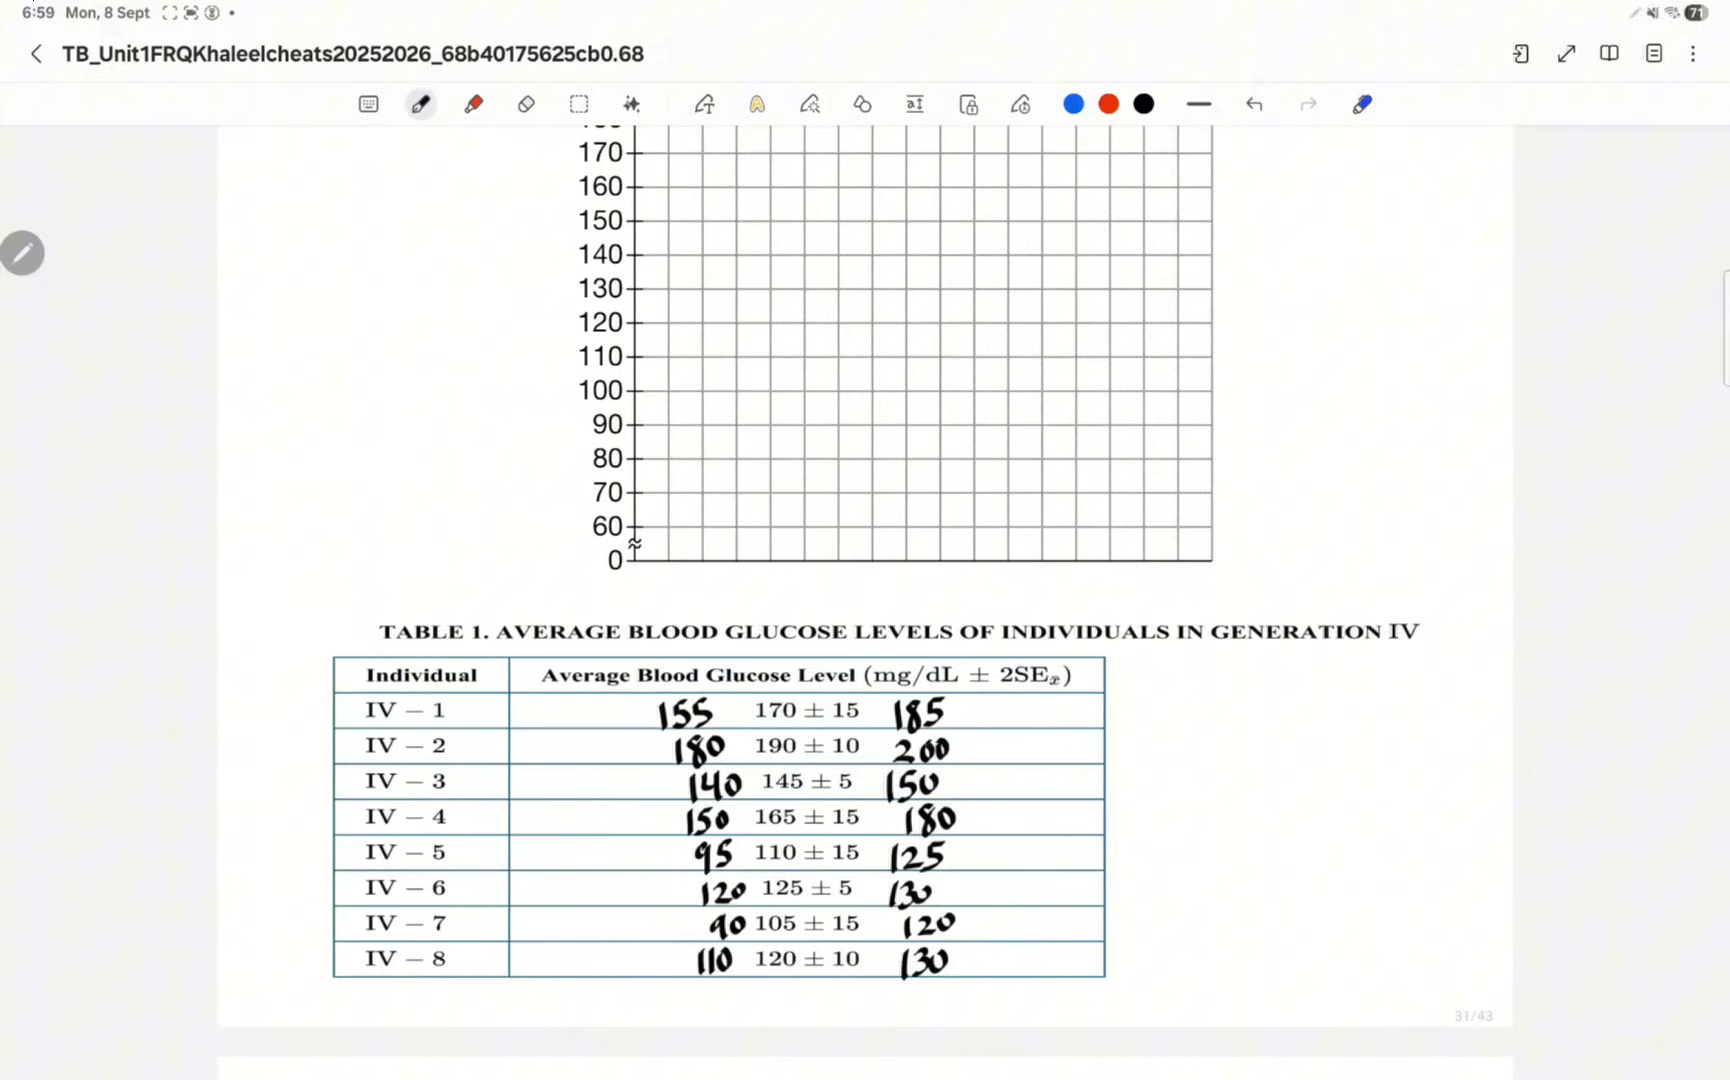 6:59 Mon, 8 Sept
71
TB_Unit1FRQKhaleelcheats20252026_68b40175625cb0.68
170
160
150
140
130
120
110
100
90
80
70
60
0
TABLE 1. AVERAGE BLOOD GLUCOSE LEVELS OF INDIVIDUALS IN GENERATION IV
Individual Average Blood Glucose Level (mg/dL ± 2SEx̄)
IV – 1 155 170 ± 15 185
IV – 2 180 190 ± 10 200
IV – 3 140 145 ± 5 150
IV – 4 150 165 ± 15 180
IV – 5 95 110 ± 15 125
IV – 6 120 125 ± 5 130
IV – 7 90 105 ± 15 120
IV – 8 110 120 ± 10 130
31/43